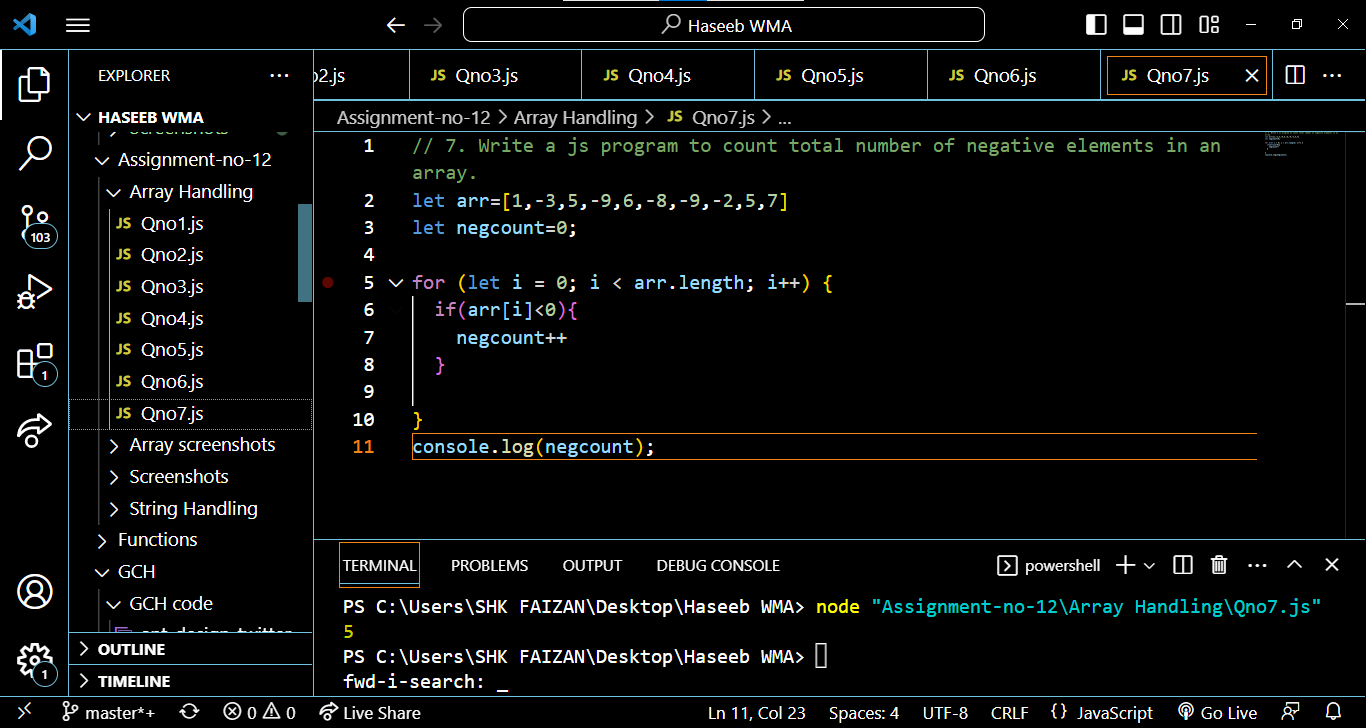 Haseeb WMA
EXPLORER
HASEEB WMA
Screenshots
Assignment-no-12
Array Handling
JS Qno1.js
JS Qno2.js
JS Qno3.js
JS Qno4.js
JS Qno5.js
JS Qno6.js
JS Qno7.js
Array screenshots
Screenshots
String Handling
Functions
GCH
GCH code
OUTLINE
TIMELINE
103
1
1
o2.js
JS Qno3.js
JS Qno4.js
JS Qno5.js
JS Qno6.js
JS Qno7.js
Assignment-no-12 > Array Handling > JS Qno7.js > ...
1 // 7. Write a js program to count total number of negative elements in an
array.
2 let arr=[1,-3,5,-9,6,-8,-9,-2,5,7]
3 let negcount=0;
4
5 for (let i = 0; i < arr.length; i++) {
6 if(arr[i]<0){
7 negcount++
8 }
9
10 }
11 console.log(negcount);
TERMINAL PROBLEMS OUTPUT DEBUG CONSOLE
powershell
PS C:\Users\SHK FAIZAN\Desktop\Haseeb WMA> node "Assignment-no-12\Array Handling\Qno7.js"
5
PS C:\Users\SHK FAIZAN\Desktop\Haseeb WMA>
fwd-i-search: _
master*+ 0 0 Live Share Ln 11, Col 23 Spaces: 4 UTF-8 CRLF {} JavaScript Go Live